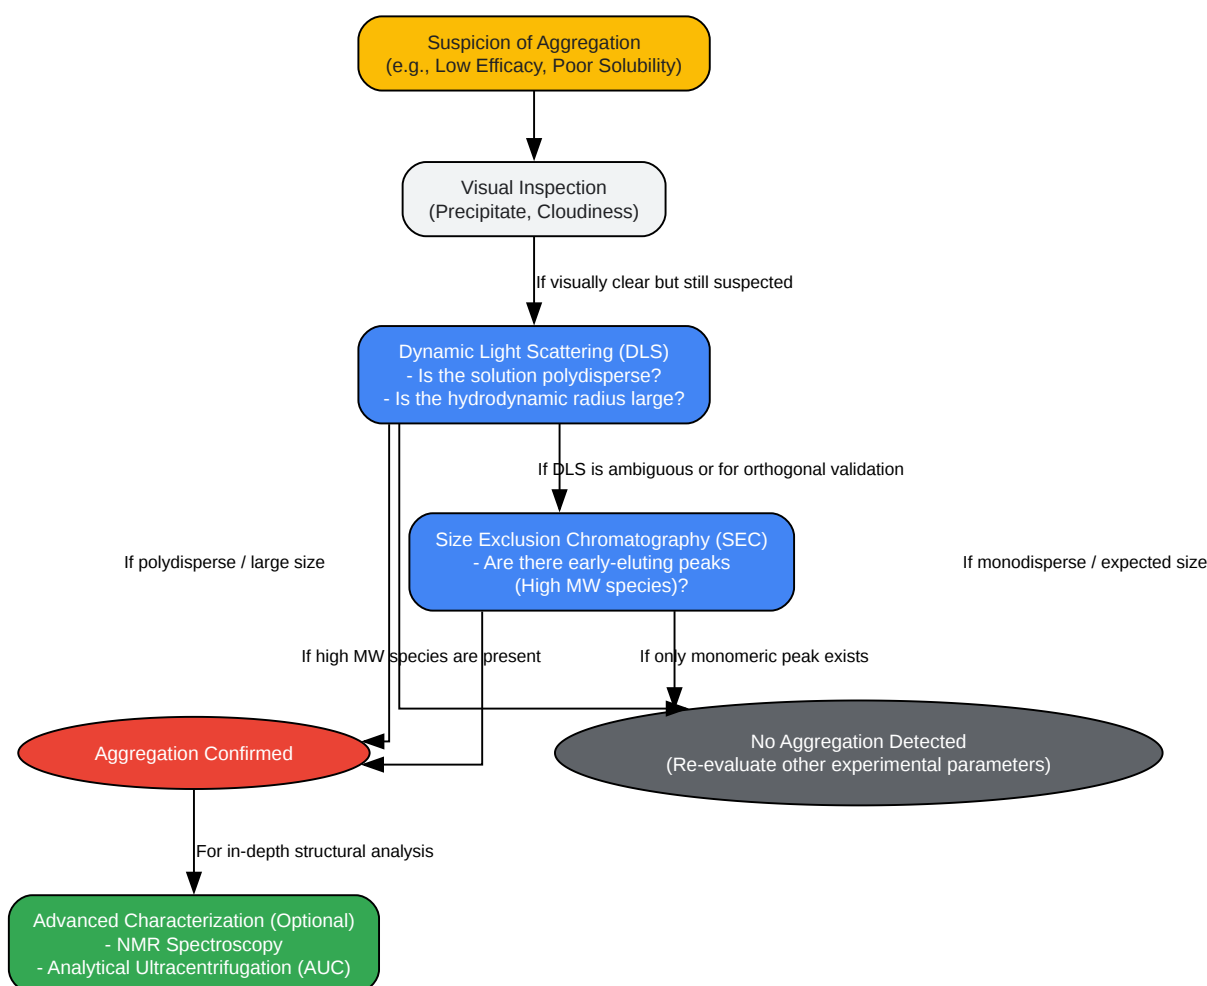 Suspicion of Aggregation
(e.g., Low Efficacy, Poor Solubility)
Visual Inspection
(Precipitate, Cloudiness)
If visually clear but still suspected
Dynamic Light Scattering (DLS)
- Is the solution polydisperse?
- Is the hydrodynamic radius large?
If DLS is ambiguous or for orthogonal validation
Size Exclusion Chromatography (SEC)
- Are there early-eluting peaks
(High MW species)?
If polydisperse / large size
If monodisperse / expected size
If high MW species are present
If only monomeric peak exists
Aggregation Confirmed
No Aggregation Detected
(Re-evaluate other experimental parameters)
For in-depth structural analysis
Advanced Characterization (Optional)
- NMR Spectroscopy
- Analytical Ultracentrifugation (AUC)